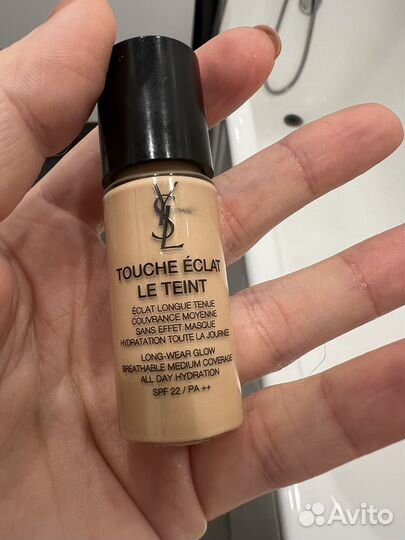 YSL
TOUCHE ÉCLAT
LE TEINT
ÉCLAT LONGUE TENUE
COUVRANCE MOYENNE
SANS EFFET MASQUE
HYDRATATION TOUTE LA JOURNÉE
LONG-WEAR GLOW
BREATHABLE MEDIUM COVERAGE
ALL DAY HYDRATION
SPF 22 / PA ++
Avito